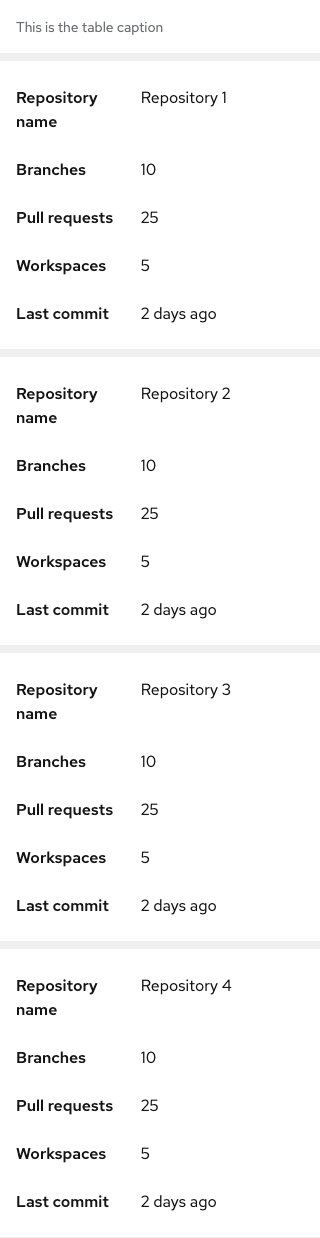 This is the table caption
Repository name Repository 1
Branches 10
Pull requests 25
Workspaces 5
Last commit 2 days ago
Repository name Repository 2
Branches 10
Pull requests 25
Workspaces 5
Last commit 2 days ago
Repository name Repository 3
Branches 10
Pull requests 25
Workspaces 5
Last commit 2 days ago
Repository name Repository 4
Branches 10
Pull requests 25
Workspaces 5
Last commit 2 days ago